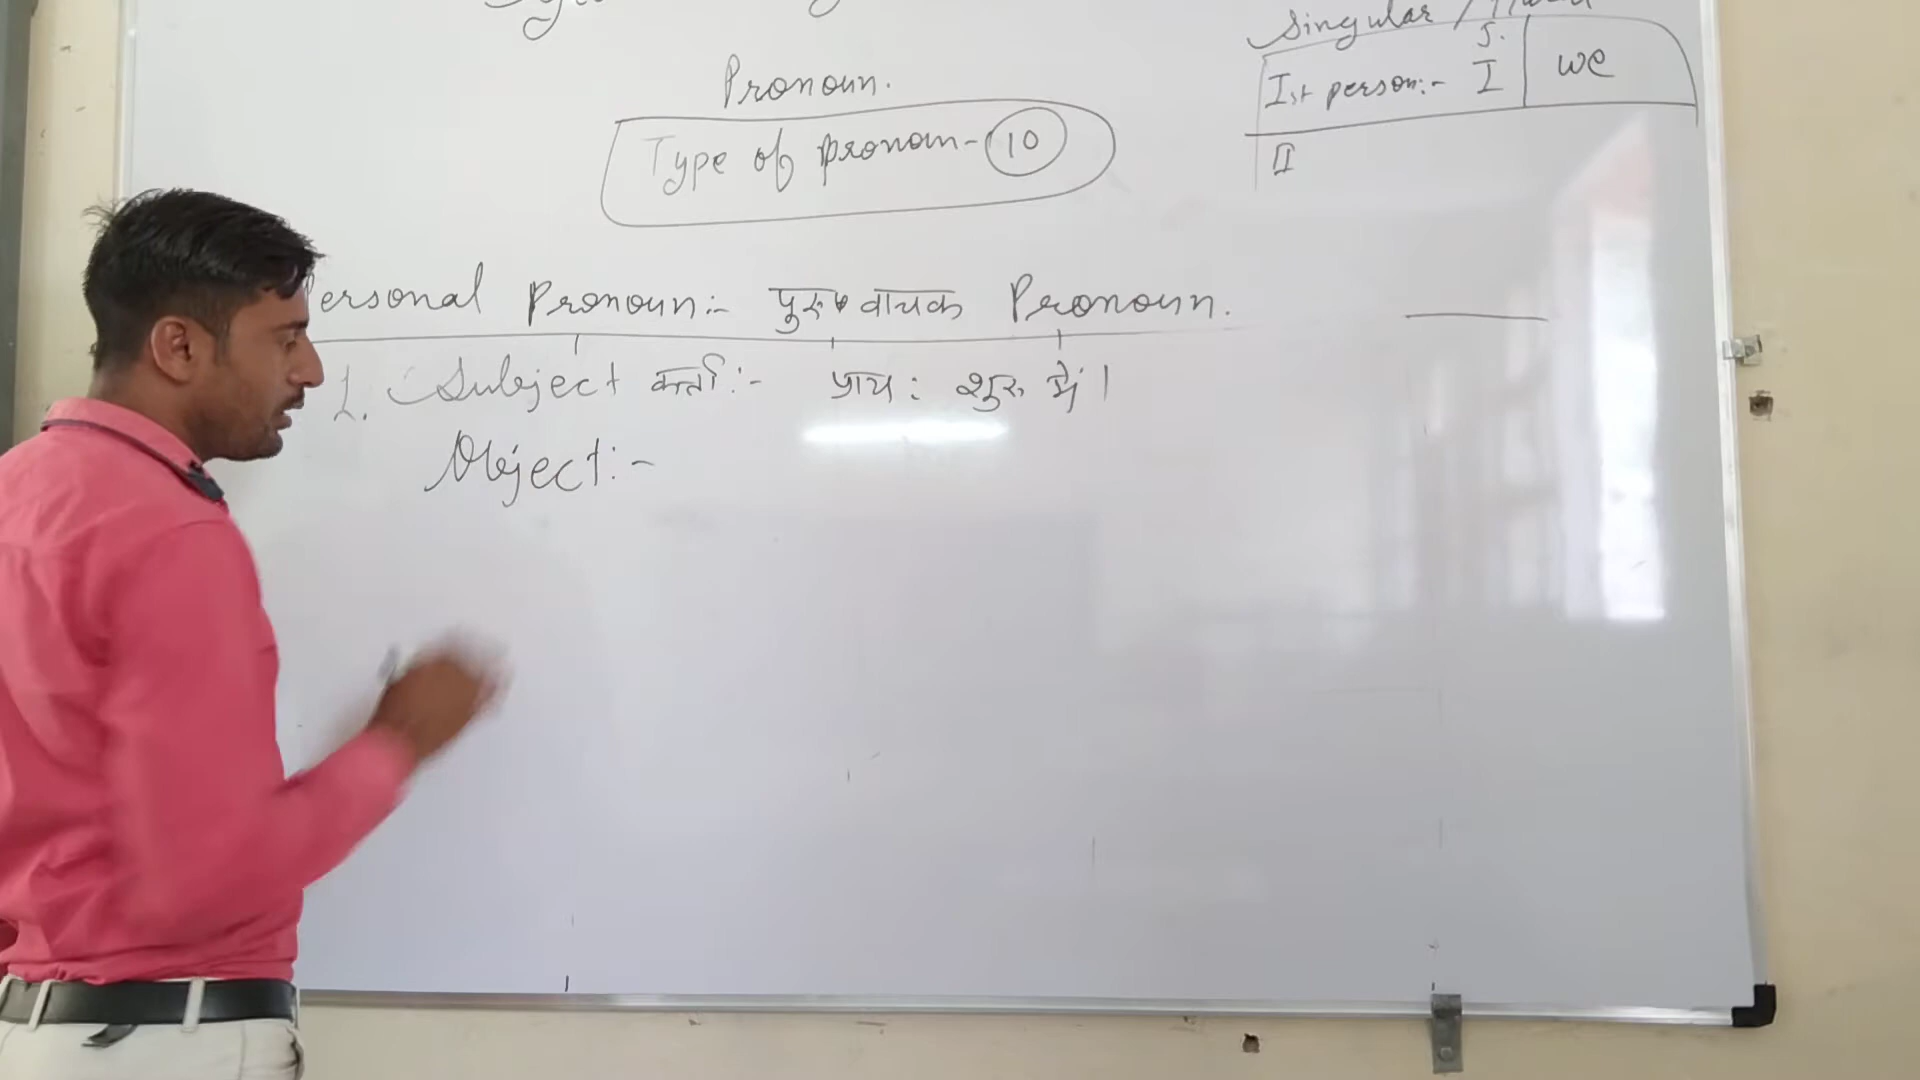 Pronoun.
Type of pronoun- 10
Singular /
S.
Ist person:- I we
II
Personal Pronoun:- पुरुषवाचक Pronoun.
1. Subject कर्ता:- प्राय: शुरू में।
Object:-